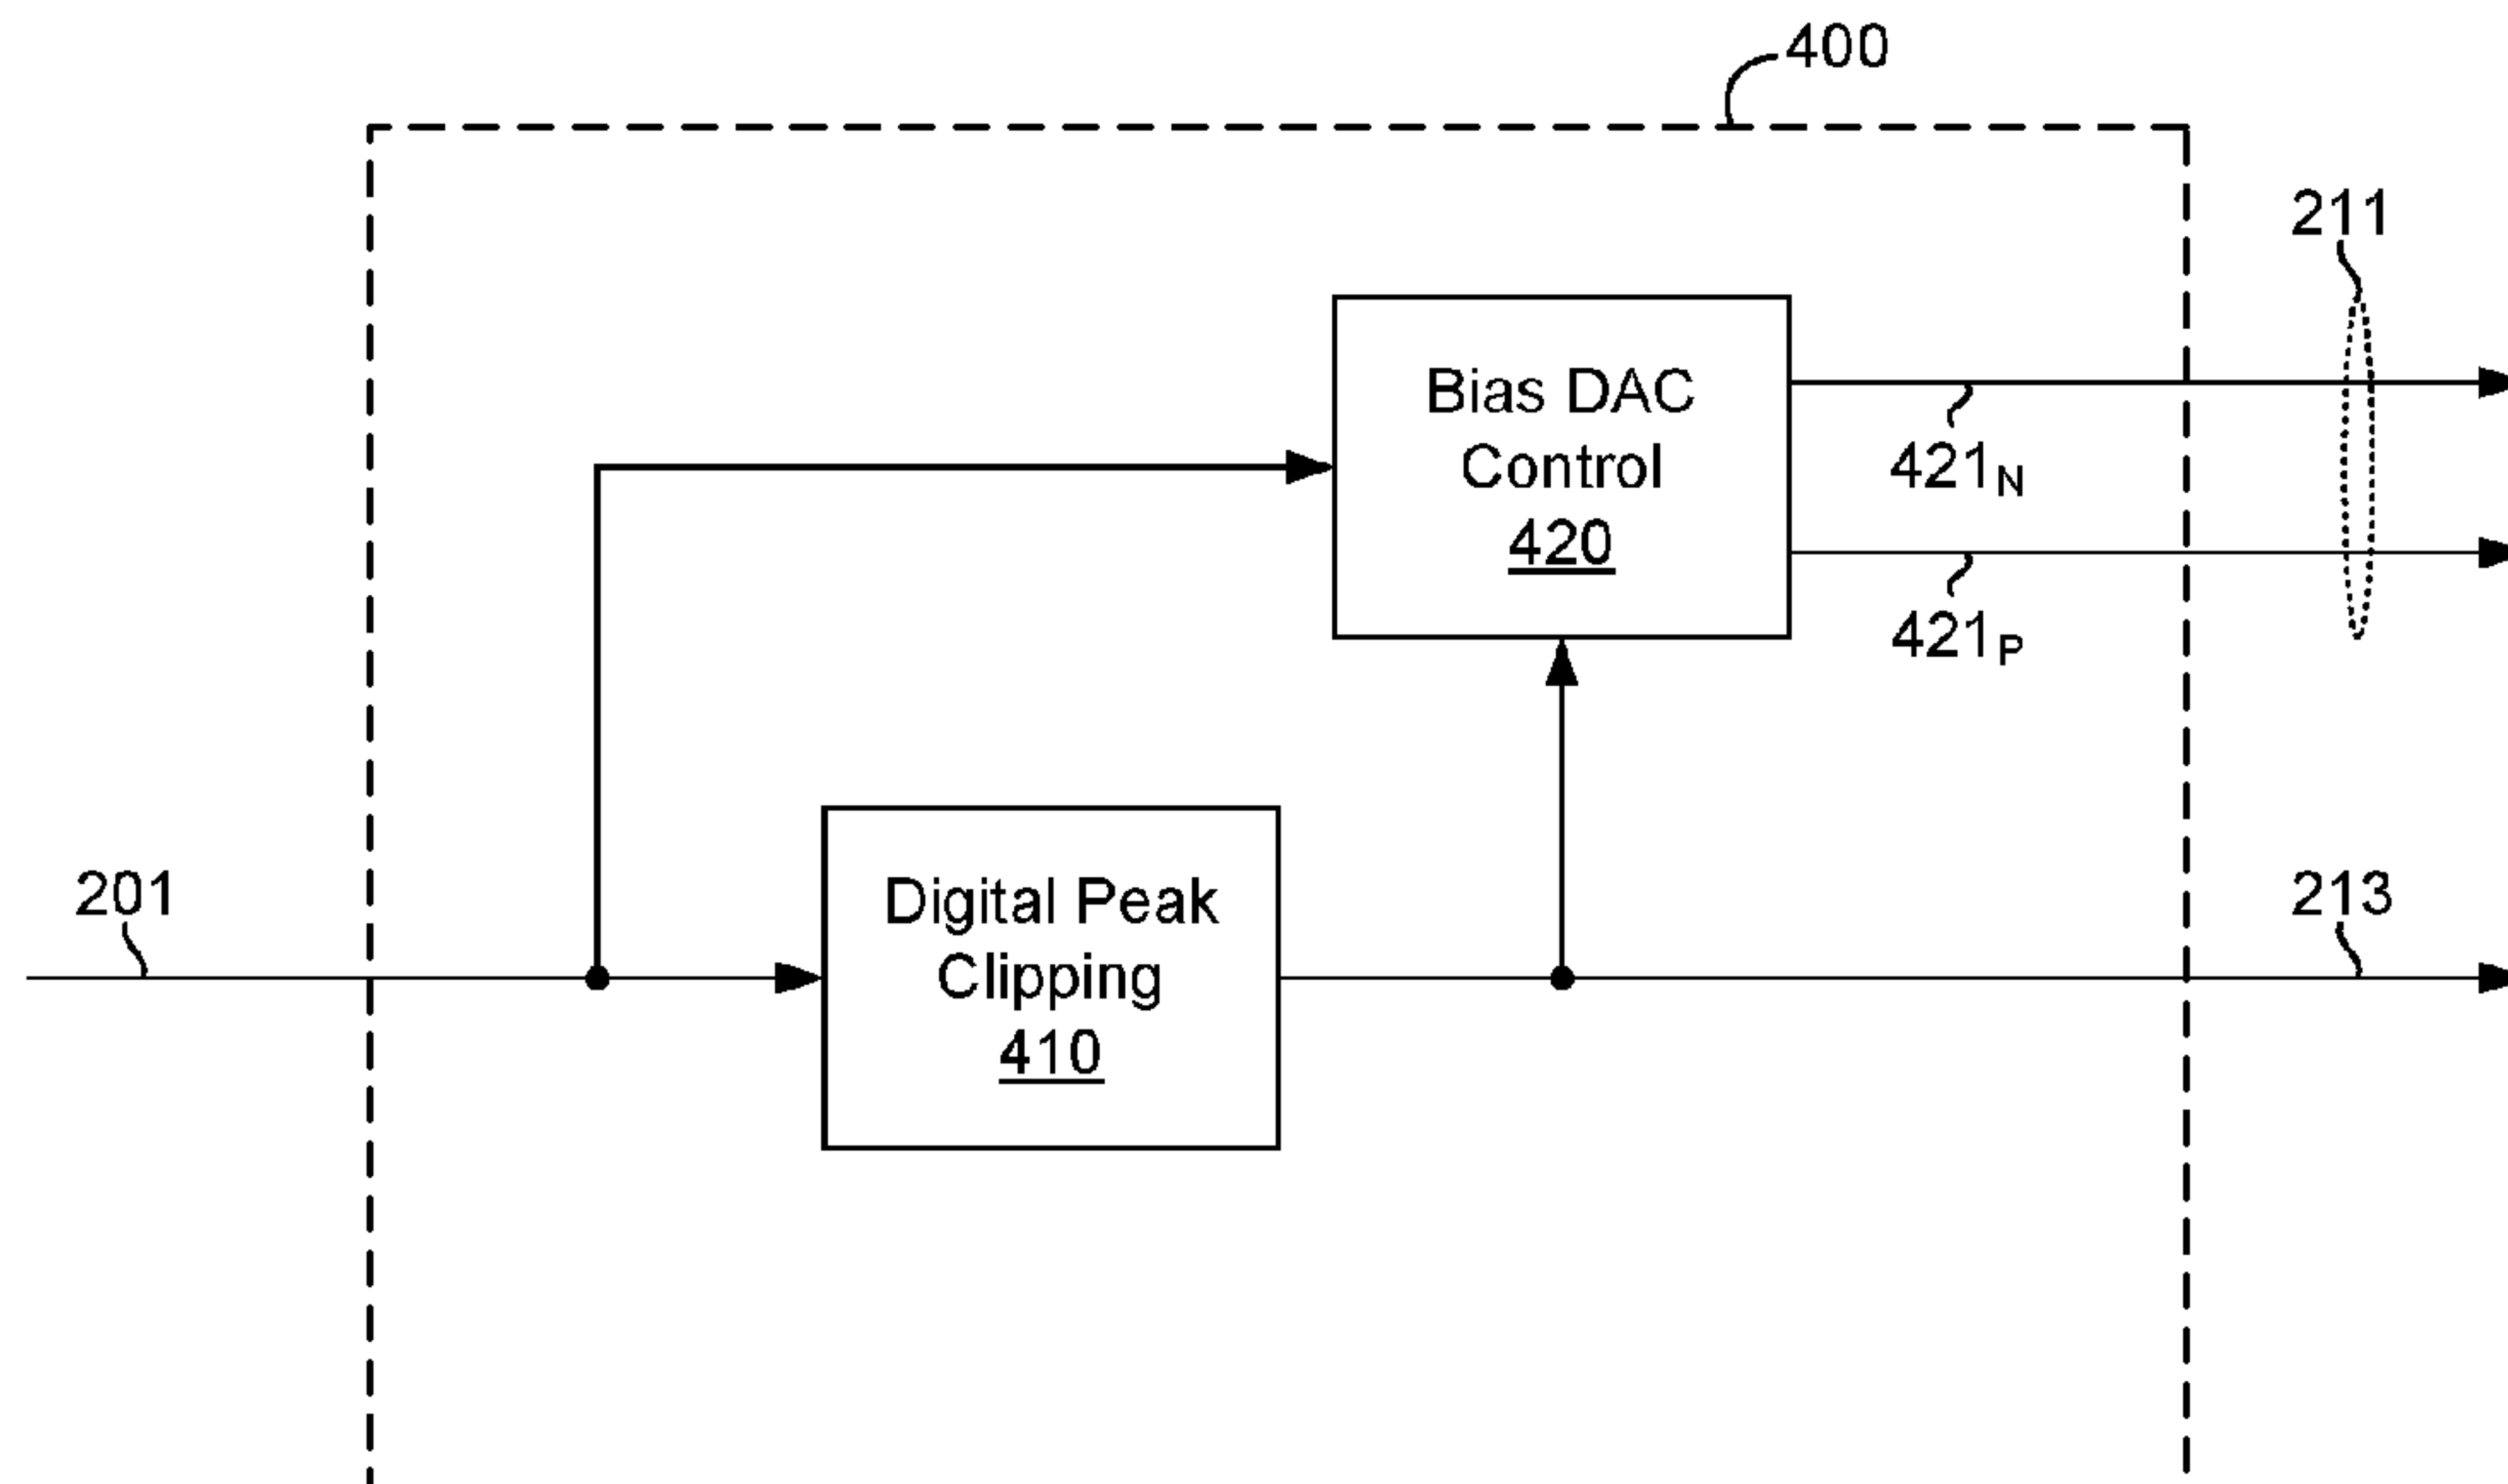 400
211
Bias DAC
Control
420
421N
421P
201
Digital Peak
Clipping
410
213